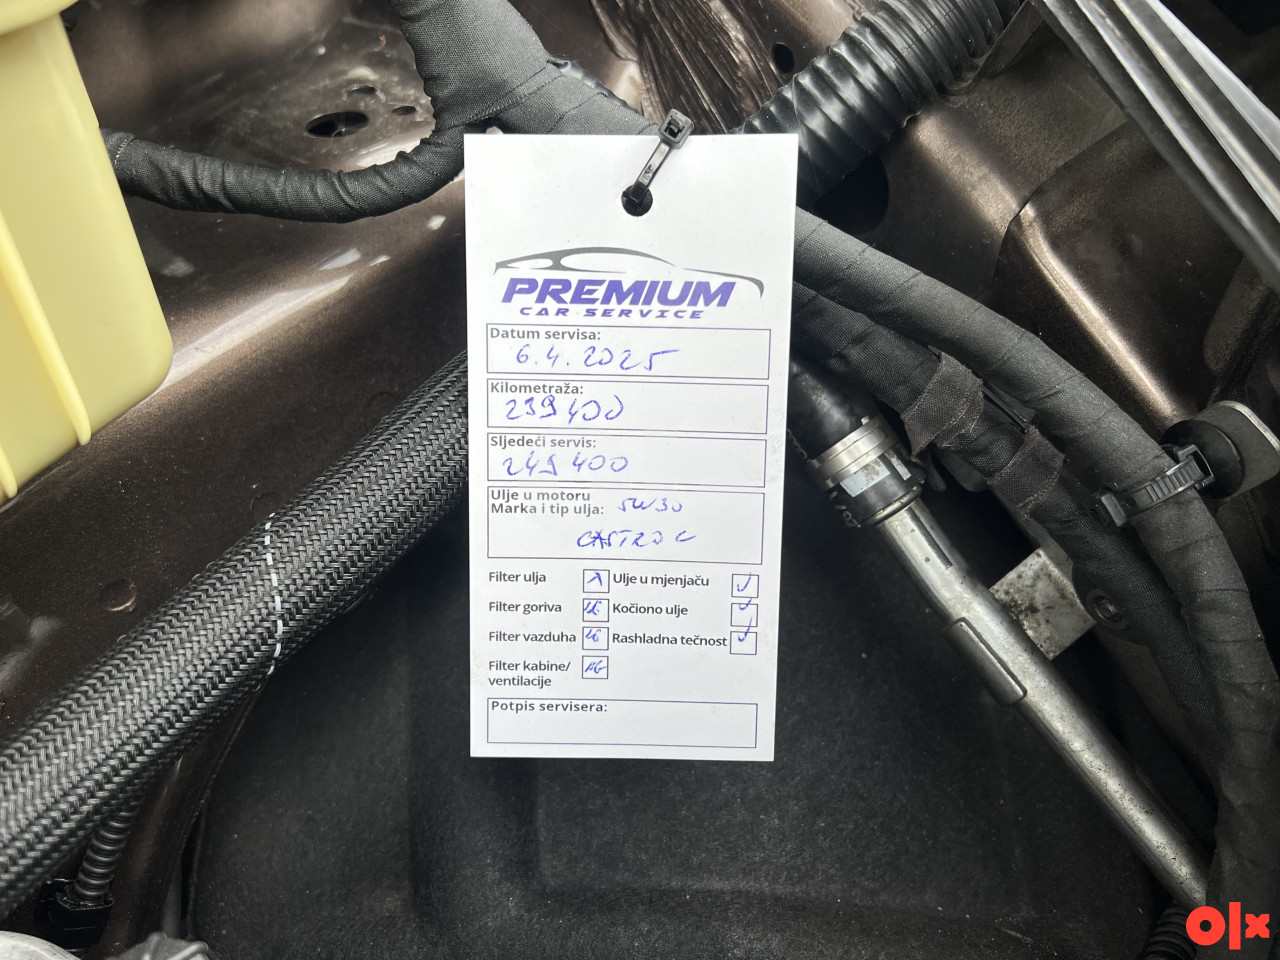 PREMIUM
CAR SERVICE
Datum servisa:
6.4.2025
Kilometraža:
239400
Sljedeći servis:
249400
Ulje u motoru
Marka i tip ulja: 5W30
CASTROL
Filter ulja
Ulje u mjenjaču
Filter goriva
Kočiono ulje
Filter vazduha
Rashladna tečnost
Filter kabine/
ventilacije
Potpis servisera:
olx